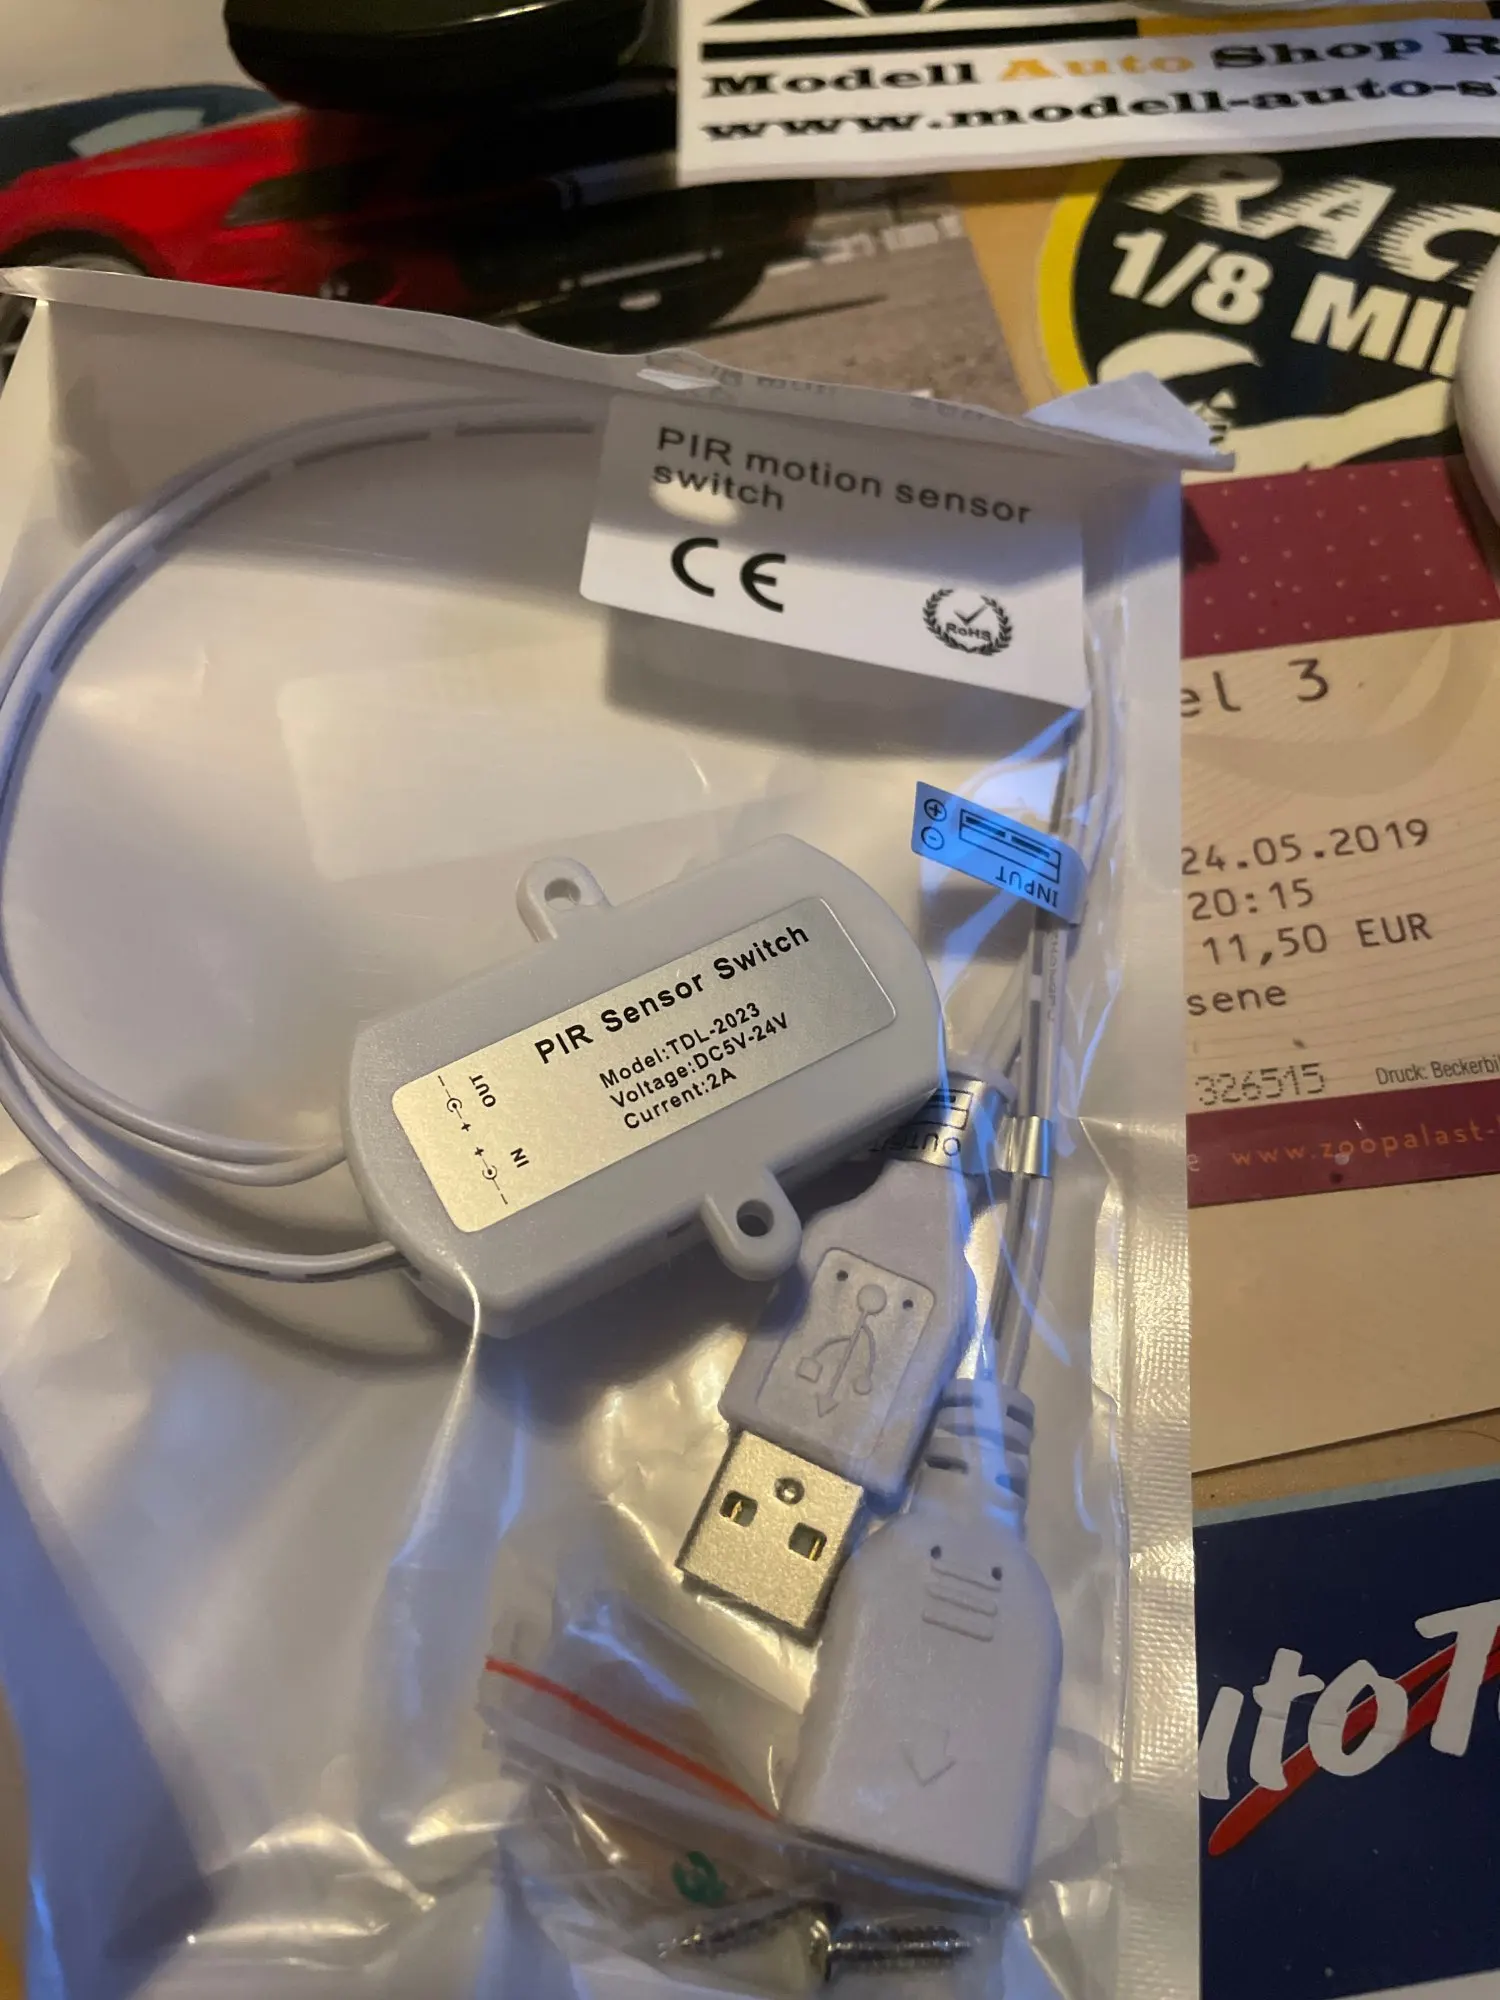 Modell Auto Shop R
www.modell-auto-s
RAC
1/8 MI
PIR motion sensor
switch
CE
RoHS
el 3
24.05.2019
20:15
11,50 EUR
sene
326515
Druck: Beckerbi
www.zoopalast-
INPUT
OUTPUT
PIR Sensor Switch
Model:TDL-2023
Voltage:DC5V-24V
Current:2A
- OUT +
+ IN -
utoT